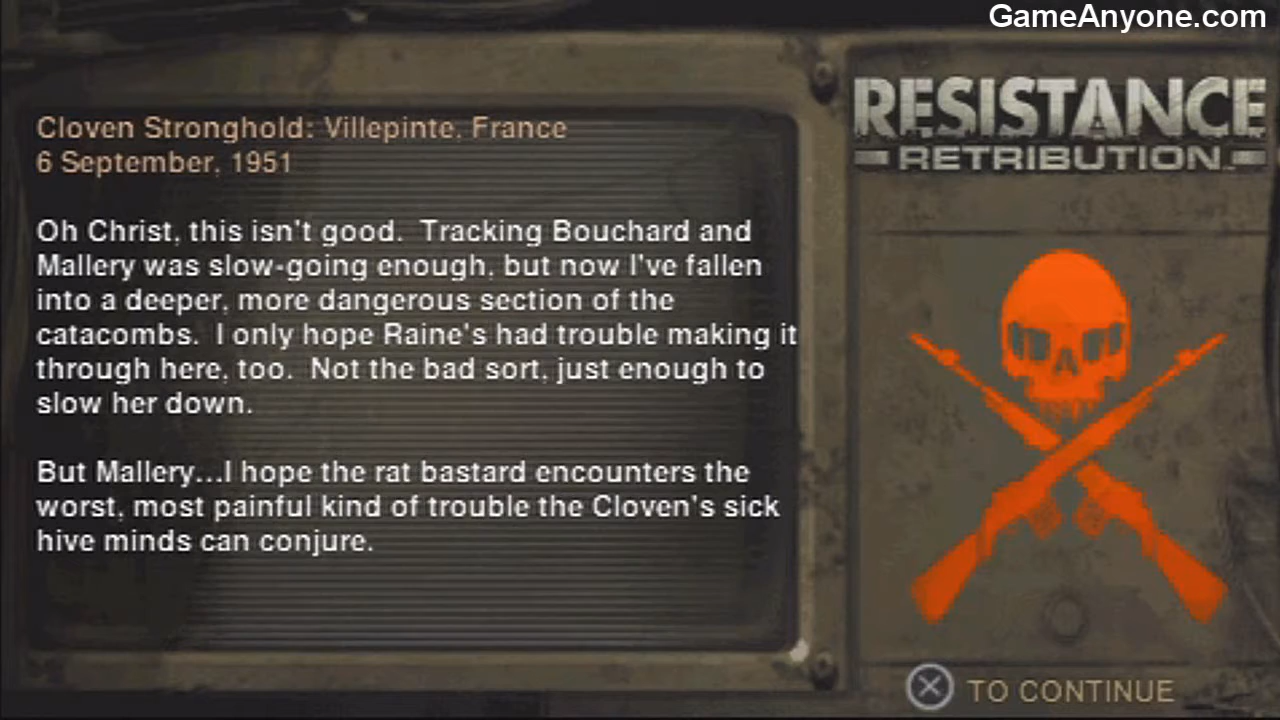 GameAnyone.com
RESISTANCE
RETRIBUTION
Cloven Stronghold: Villepinte, France
6 September, 1951
Oh Christ, this isn't good.  Tracking Bouchard and
Mallery was slow-going enough, but now I've fallen
into a deeper, more dangerous section of the
catacombs.  I only hope Raine's had trouble making it
through here, too.  Not the bad sort, just enough to
slow her down.
But Mallery...I hope the rat bastard encounters the
worst, most painful kind of trouble the Cloven's sick
hive minds can conjure.
TO CONTINUE